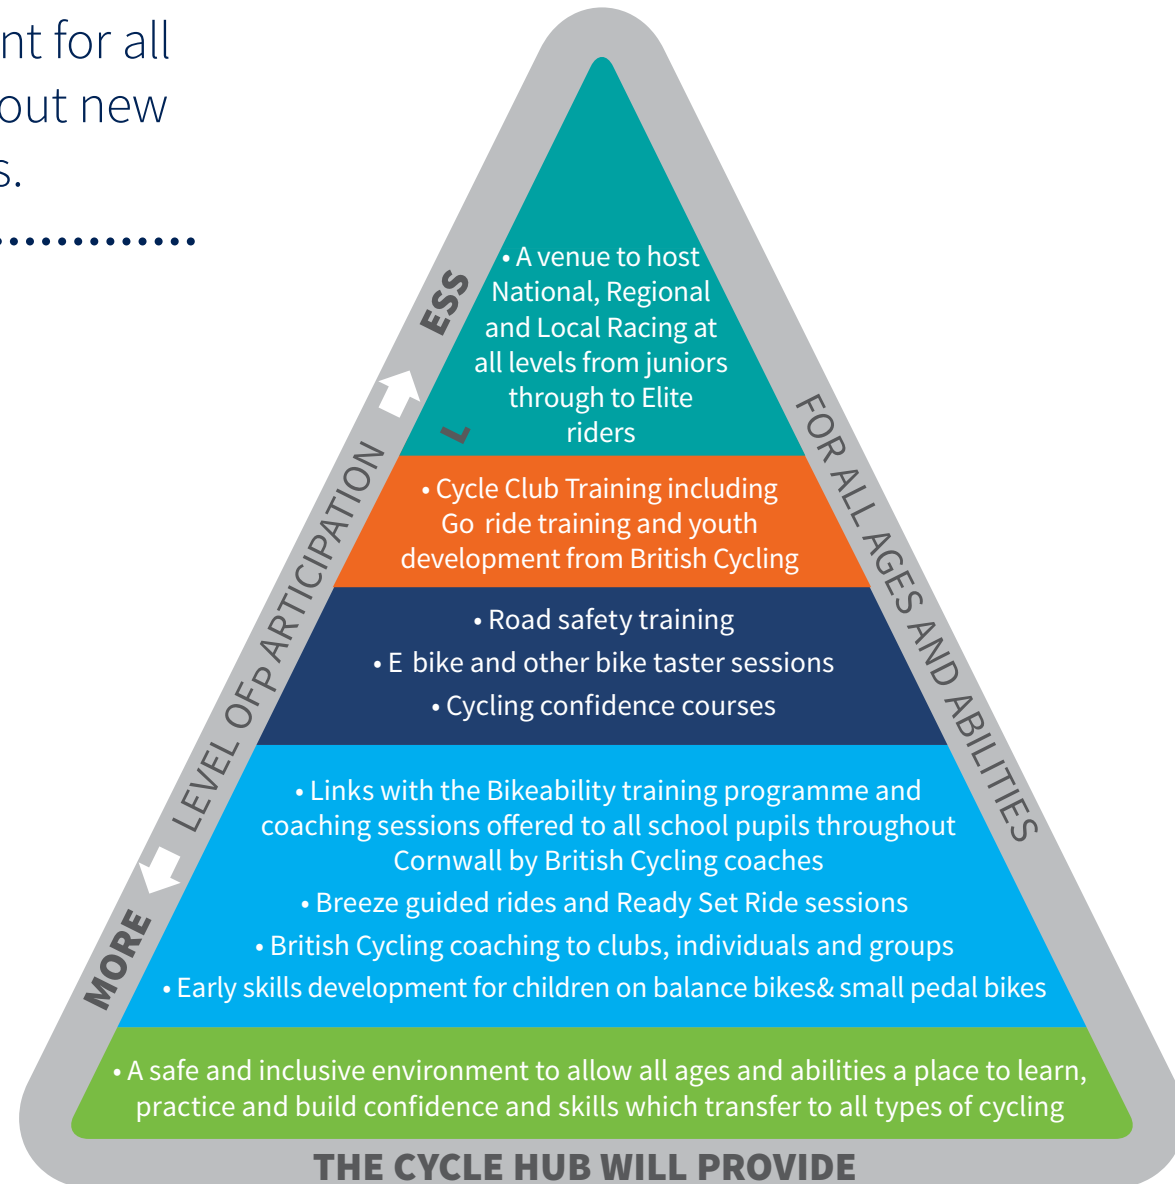 nt for all
out new
s.
• A venue to host
National, Regional
and Local Racing at
all levels from juniors
through to Elite
riders
• Cycle Club Training including
Go ride training and youth
development from British Cycling
• Road safety training
• E bike and other bike taster sessions
• Cycling confidence courses
• Links with the Bikeability training programme and
coaching sessions offered to all school pupils throughout
Cornwall by British Cycling coaches
• Breeze guided rides and Ready Set Ride sessions
• British Cycling coaching to clubs, individuals and groups
• Early skills development for children on balance bikes& small pedal bikes
• A safe and inclusive environment to allow all ages and abilities a place to learn,
practice and build confidence and skills which transfer to all types of cycling
MORE
LEVEL OF PARTICIPATION
L ESS
FOR ALL AGES AND ABILITIES
THE CYCLE HUB WILL PROVIDE